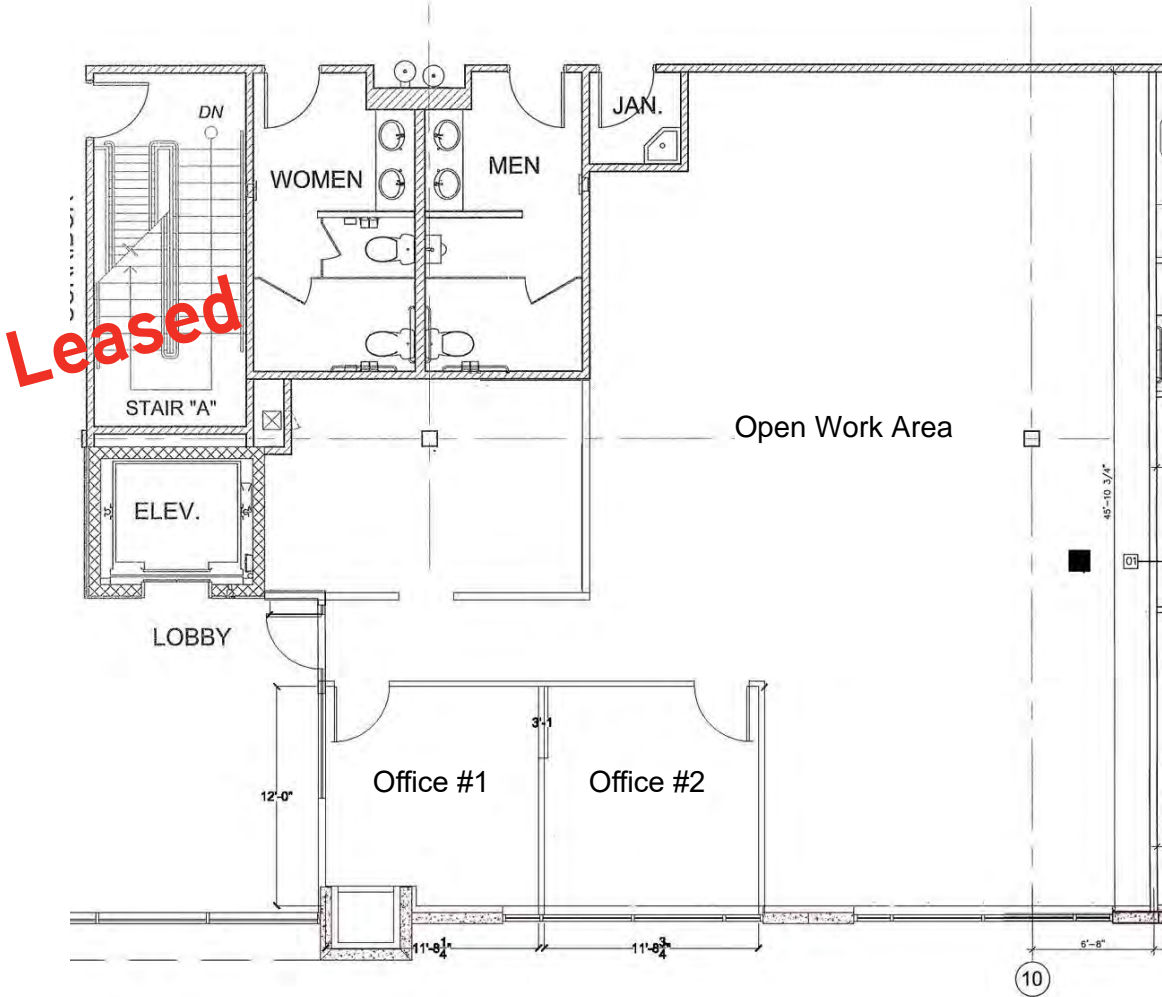 DN
JAN.
WOMEN
MEN
Leased
STAIR "A"
Open Work Area
ELEV.
45'-10 3/4"
01
LOBBY
3'-1
Office #1
Office #2
12'-0"
11'-8 1/4"
11'-8 3/4"
6'-8"
10